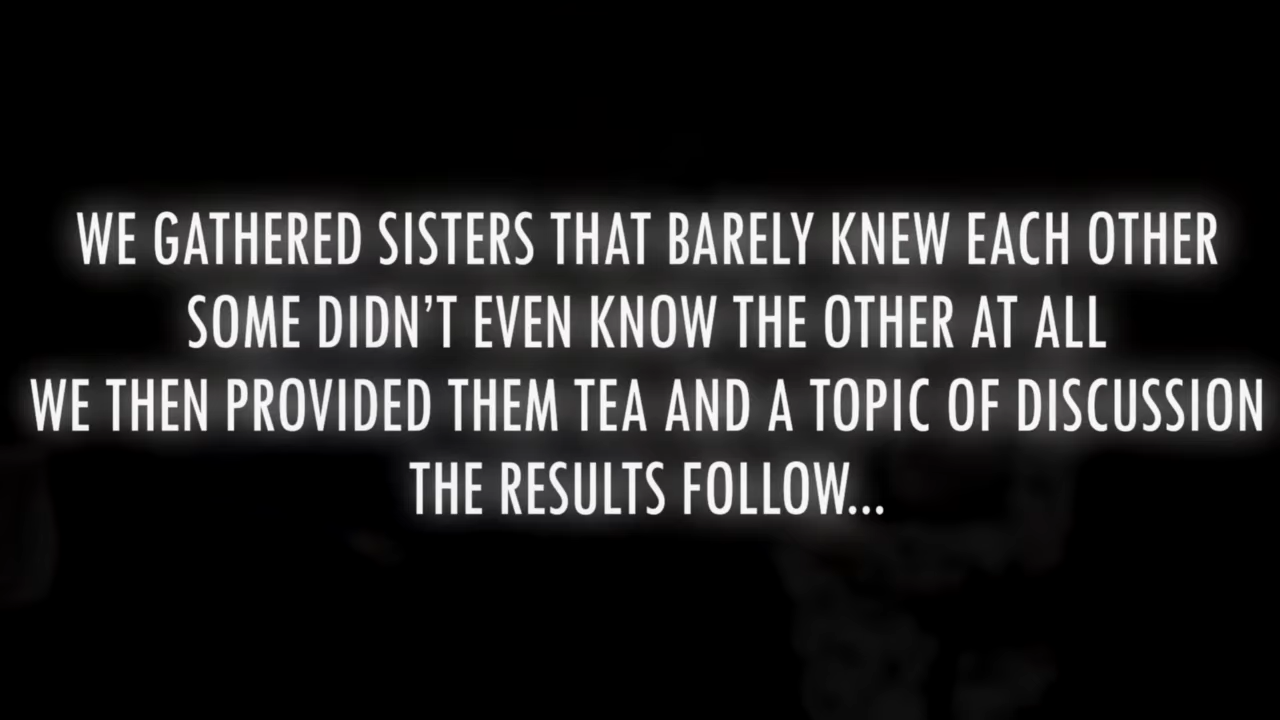 WE GATHERED SISTERS THAT BARELY KNEW EACH OTHER
SOME DIDN’T EVEN KNOW THE OTHER AT ALL
WE THEN PROVIDED THEM TEA AND A TOPIC OF DISCUSSION
THE RESULTS FOLLOW...